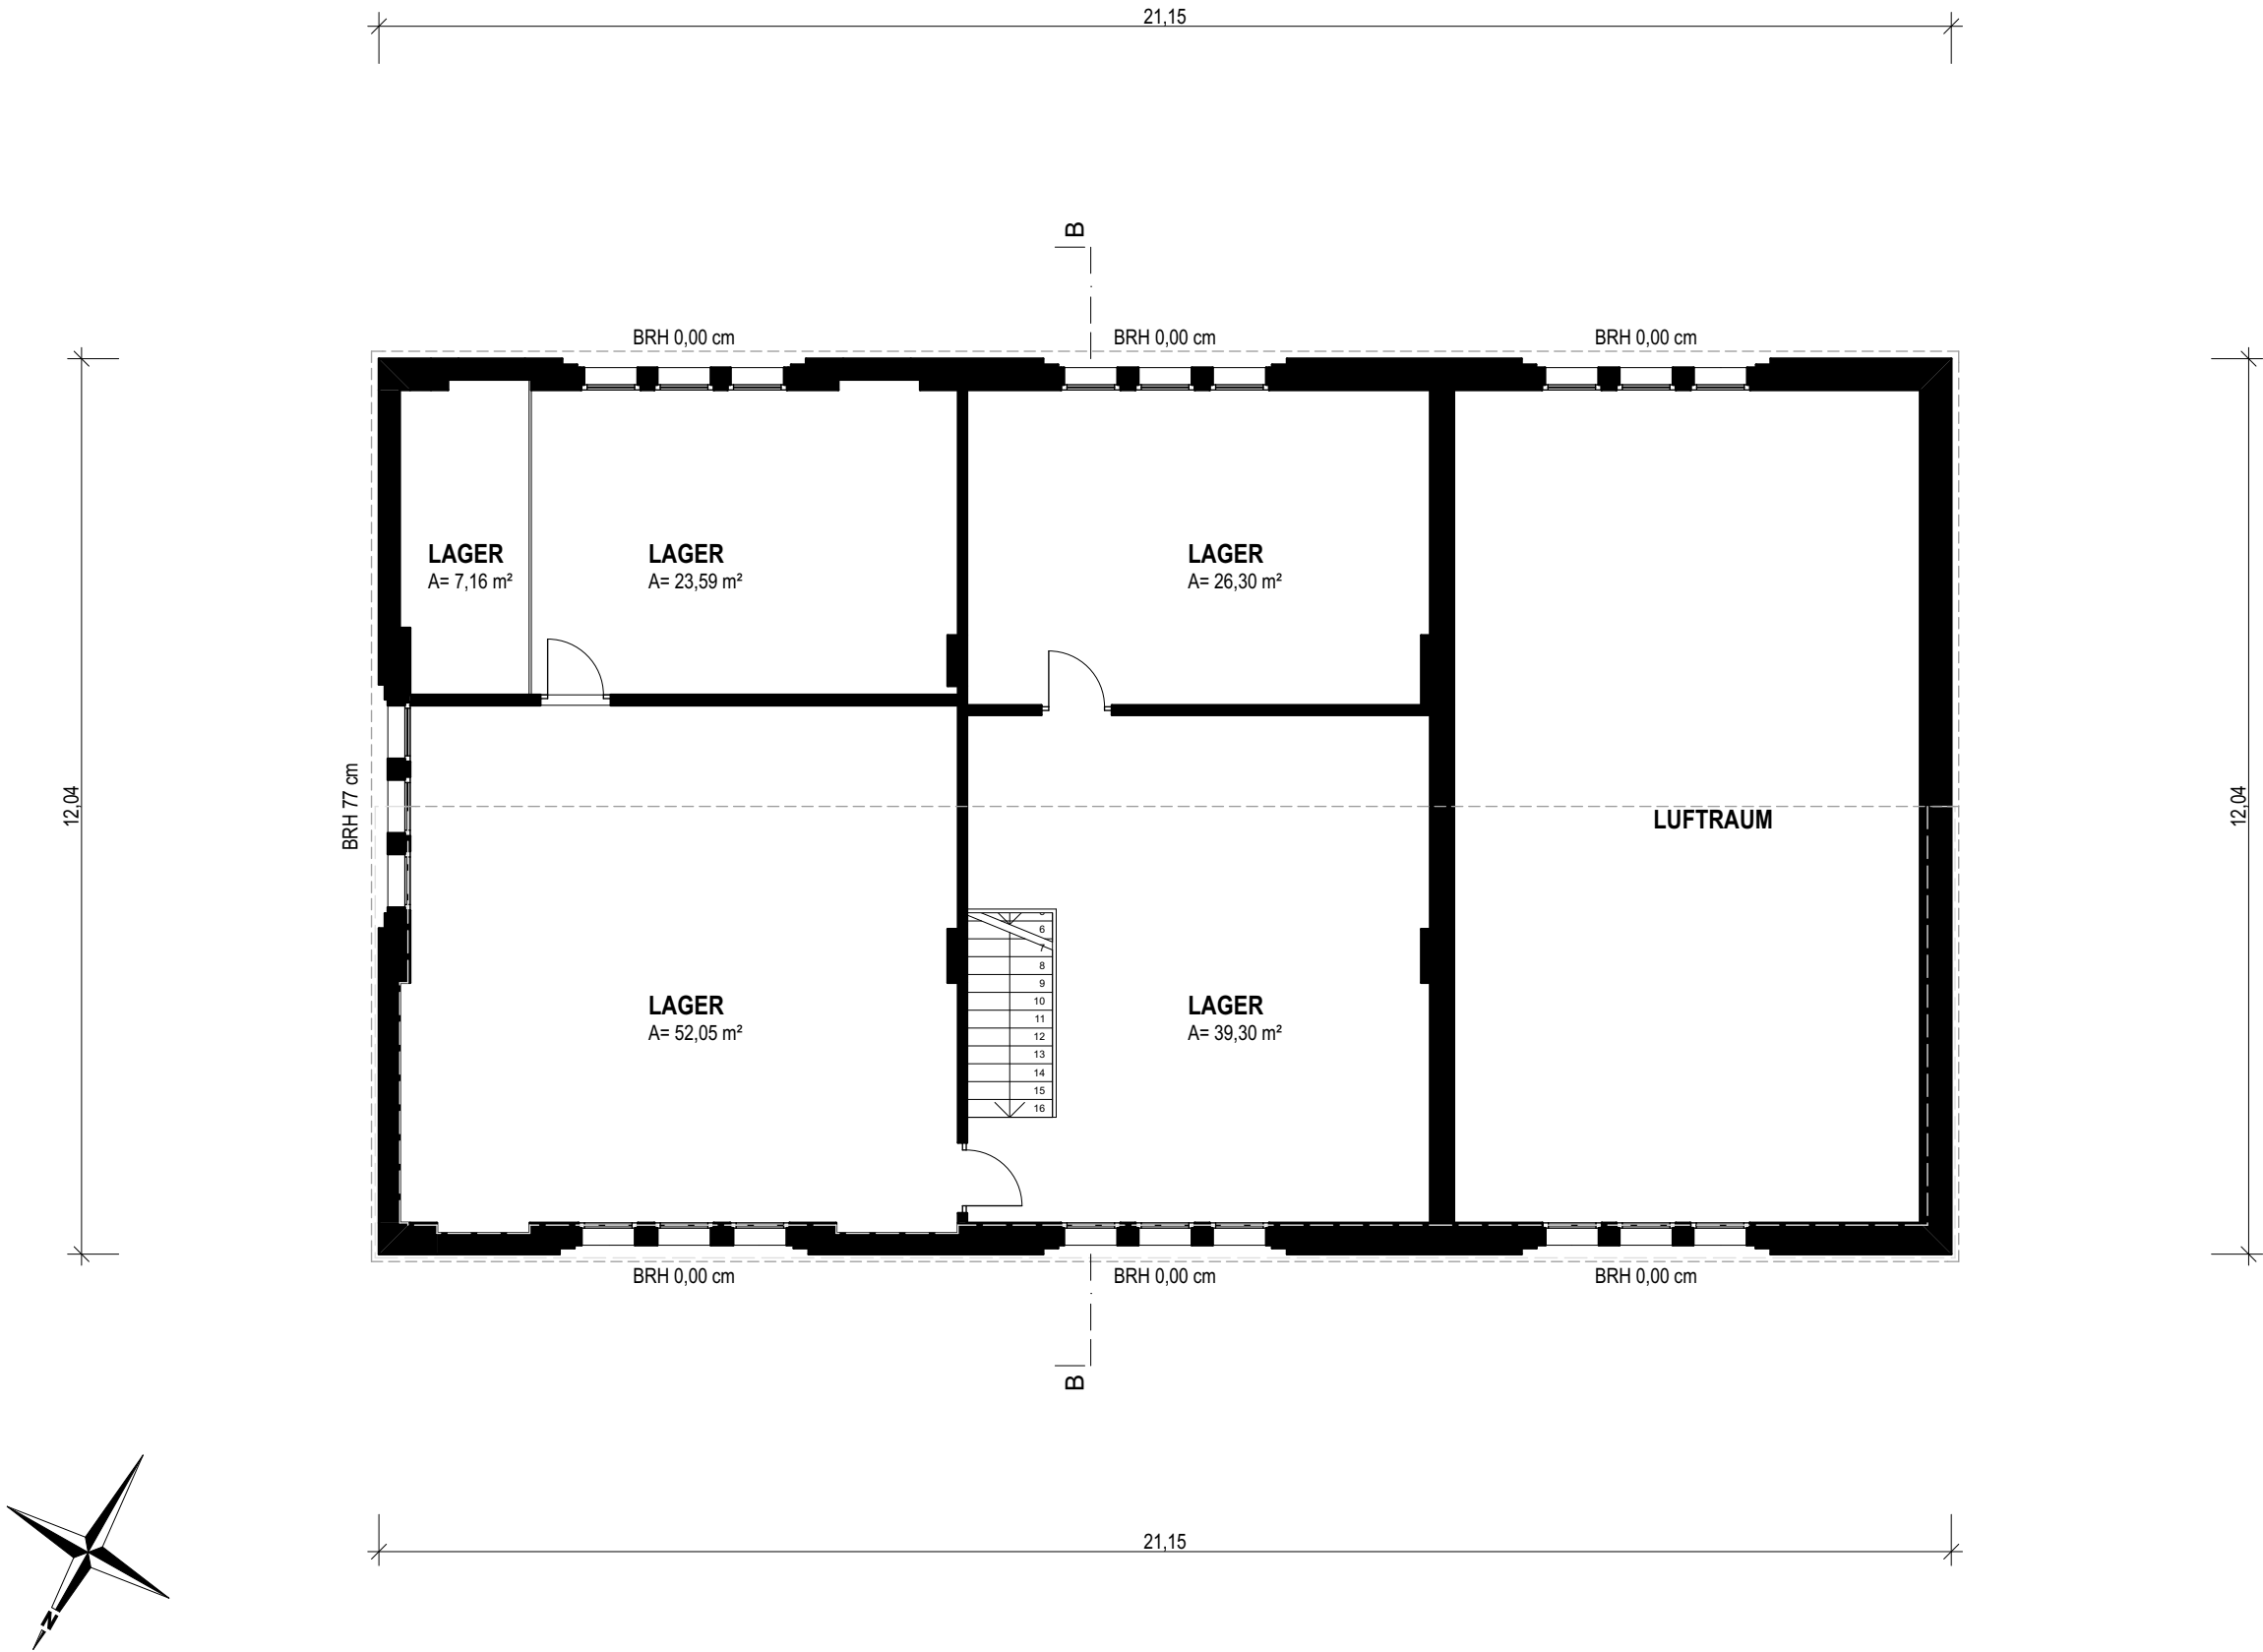 21,15
B
BRH 0,00 cm
BRH 0,00 cm
BRH 0,00 cm
LAGER
A= 7,16 m²
LAGER
A= 23,59 m²
LAGER
A= 26,30 m²
12,04
BRH 77 cm
LUFTRAUM
12,04
6
7
8
9
10
11
12
13
14
15
16
LAGER
A= 52,05 m²
LAGER
A= 39,30 m²
BRH 0,00 cm
BRH 0,00 cm
BRH 0,00 cm
B
21,15
N